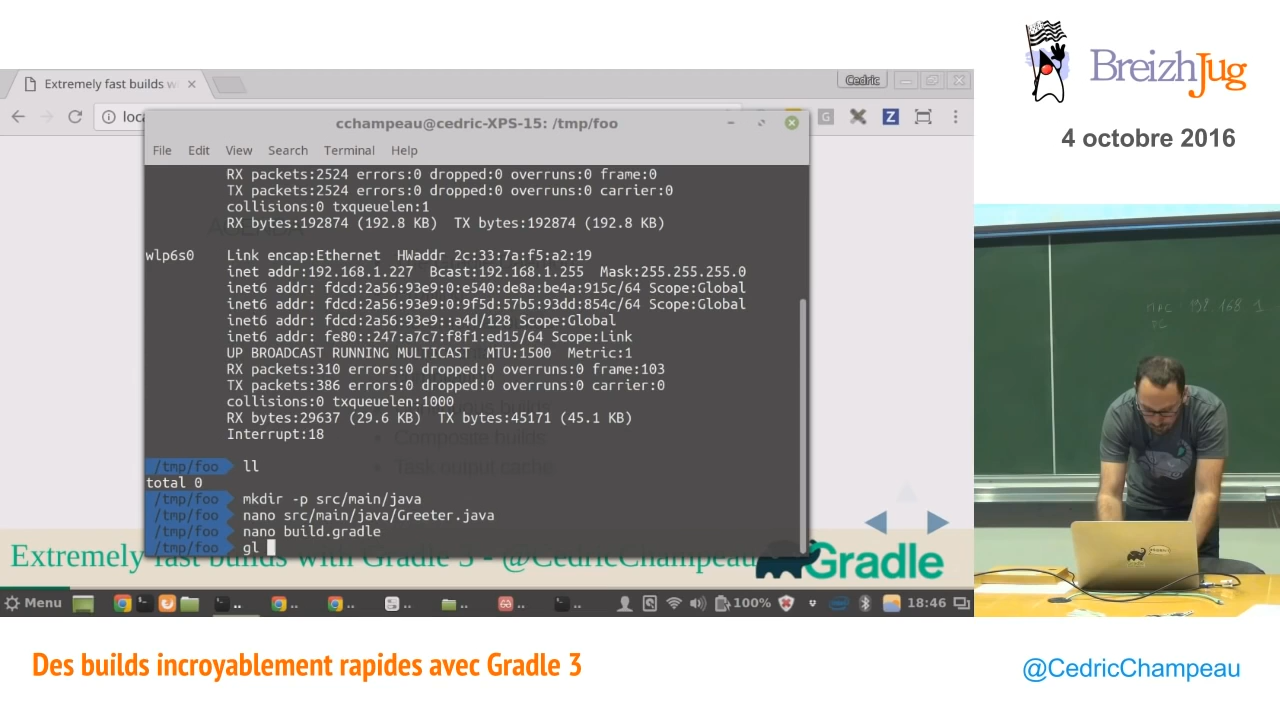 Extremely fast builds w
Cedric
loca
cchampeau@cedric-XPS-15: /tmp/foo
File Edit View Search Terminal Help
RX packets:2524 errors:0 dropped:0 overruns:0 frame:0
TX packets:2524 errors:0 dropped:0 overruns:0 carrier:0
collisions:0 txqueuelen:1
RX bytes:192874 (192.8 KB)  TX bytes:192874 (192.8 KB)
wlp6s0 Link encap:Ethernet  HWaddr 2c:33:7a:f5:a2:19
inet addr:192.168.1.227  Bcast:192.168.1.255  Mask:255.255.255.0
inet6 addr: fdcd:2a56:93e9:0:e540:de8a:be4a:915c/64 Scope:Global
inet6 addr: fdcd:2a56:93e9:0:9f5d:57b5:93dd:854c/64 Scope:Global
inet6 addr: fdcd:2a56:93e9::a4d/128 Scope:Global
inet6 addr: fe80::247:a7c7:f8f1:ed15/64 Scope:Link
UP BROADCAST RUNNING MULTICAST  MTU:1500  Metric:1
RX packets:310 errors:0 dropped:0 overruns:0 frame:103
TX packets:386 errors:0 dropped:0 overruns:0 carrier:0
collisions:0 txqueuelen:1000
RX bytes:29637 (29.6 KB)  TX bytes:45171 (45.1 KB)
Interrupt:18
Composite builds
Task output cache
/tmp/foo ll
total 0
/tmp/foo mkdir -p src/main/java
/tmp/foo nano src/main/java/Greeter.java
/tmp/foo nano build.gradle
/tmp/foo gl
Extremely fast builds with Gradle 3 - @CedricChampeau
Gradle
Menu
100%
18:46
BreizhJug
4 octobre 2016
192 168 1
Des builds incroyablement rapides avec Gradle 3
@CedricChampeau